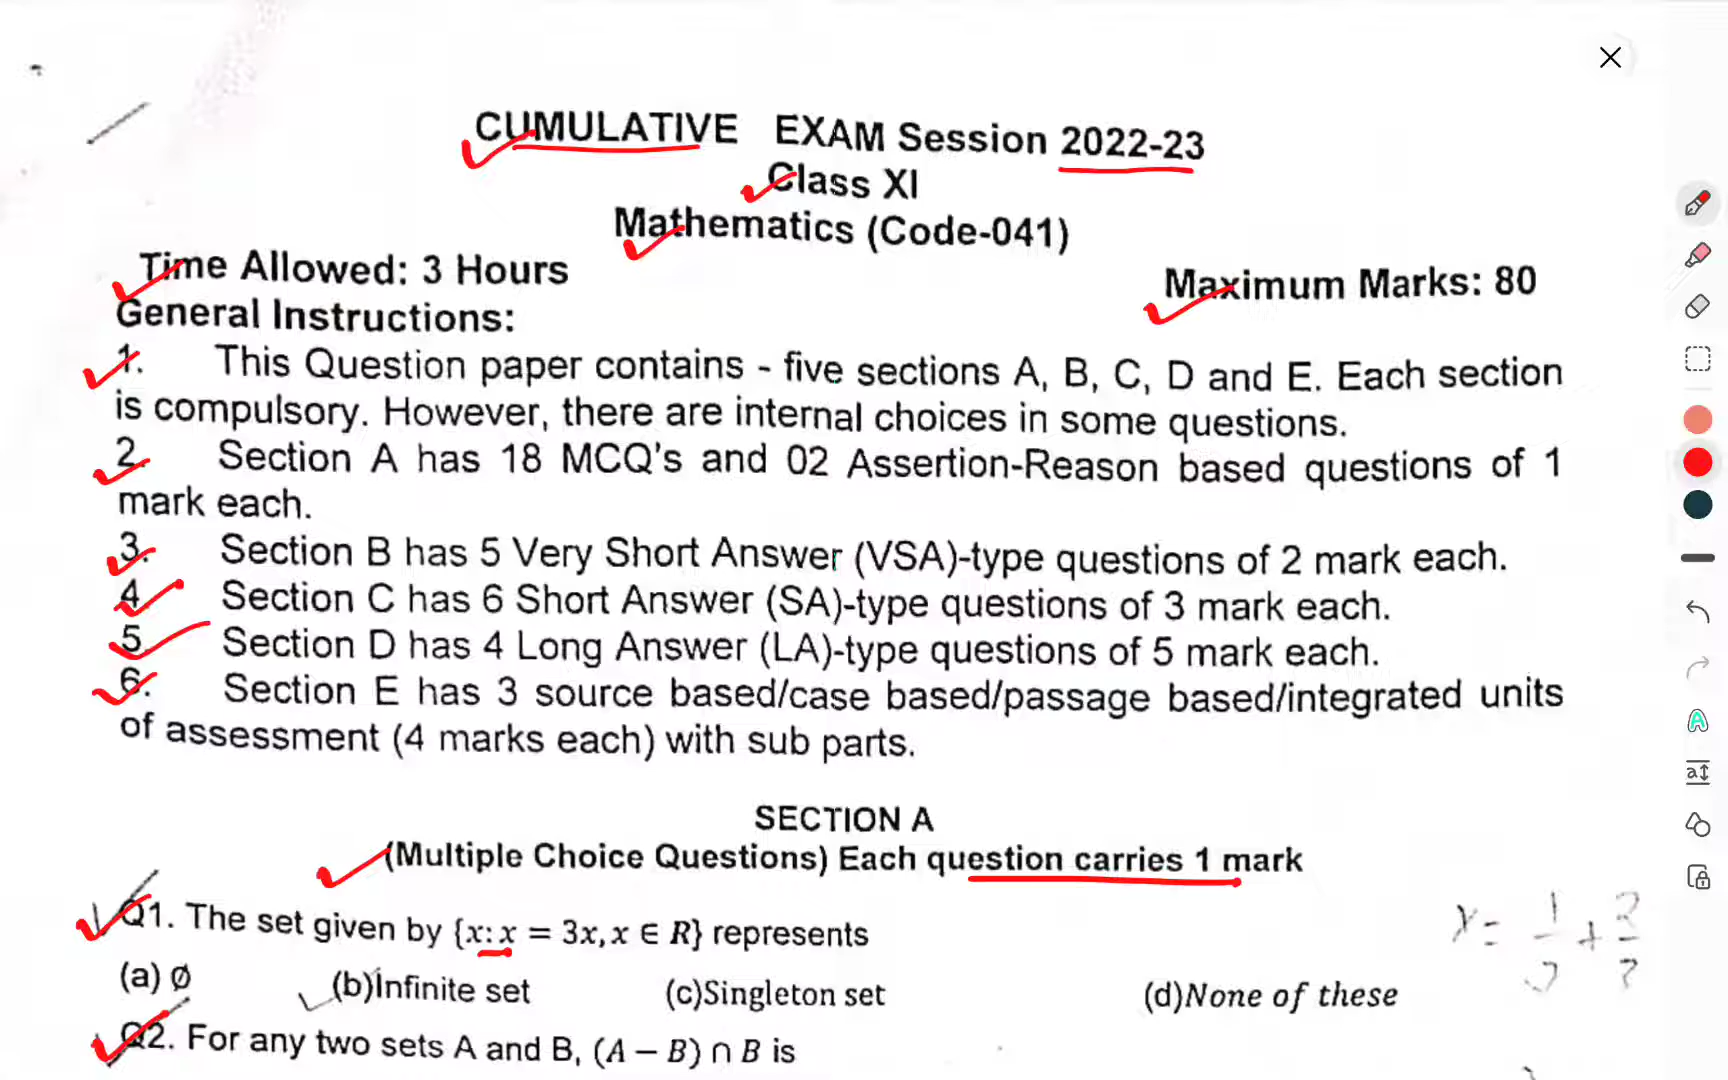 CUMULATIVE EXAM Session 2022-23
Class XI
Mathematics (Code-041)
Time Allowed: 3 Hours
Maximum Marks: 80
General Instructions:
1. This Question paper contains - five sections A, B, C, D and E. Each section
is compulsory. However, there are internal choices in some questions.
2. Section A has 18 MCQ's and 02 Assertion-Reason based questions of 1
mark each.
3. Section B has 5 Very Short Answer (VSA)-type questions of 2 mark each.
4 Section C has 6 Short Answer (SA)-type questions of 3 mark each.
5 Section D has 4 Long Answer (LA)-type questions of 5 mark each.
6. Section E has 3 source based/case based/passage based/integrated units
of assessment (4 marks each) with sub parts.
SECTION A
(Multiple Choice Questions) Each question carries 1 mark
Q1. The set given by {x: x = 3x, x ∈ R} represents
(a) ∅ (b)Infinite set (c)Singleton set (d)None of these
Q2. For any two sets A and B, (A − B) ∩ B is